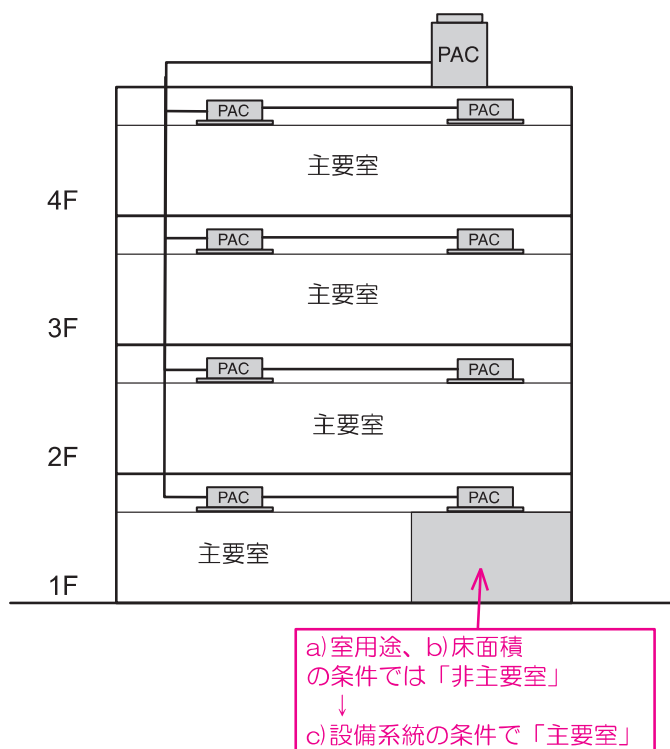 PAC
PAC PAC
主要室
4F
PAC PAC
主要室
3F
PAC PAC
主要室
2F
PAC PAC
主要室
1F
a)室用途、b)床面積
の条件では「非主要室」
↓
c)設備系統の条件で「主要室」